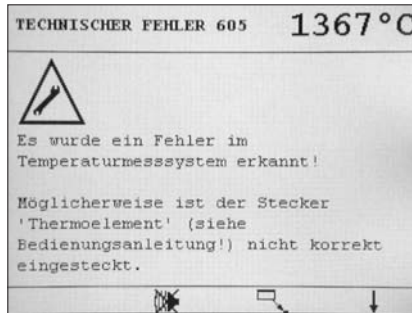 TECHNISCHER FEHLER 605
1367°C
Es wurde ein Fehler im
Temperaturmesssystem erkannt!
Möglicherweise ist der Stecker
'Thermoelement' (siehe
Bedienungsanleitung!) nicht korrekt
eingesteckt.